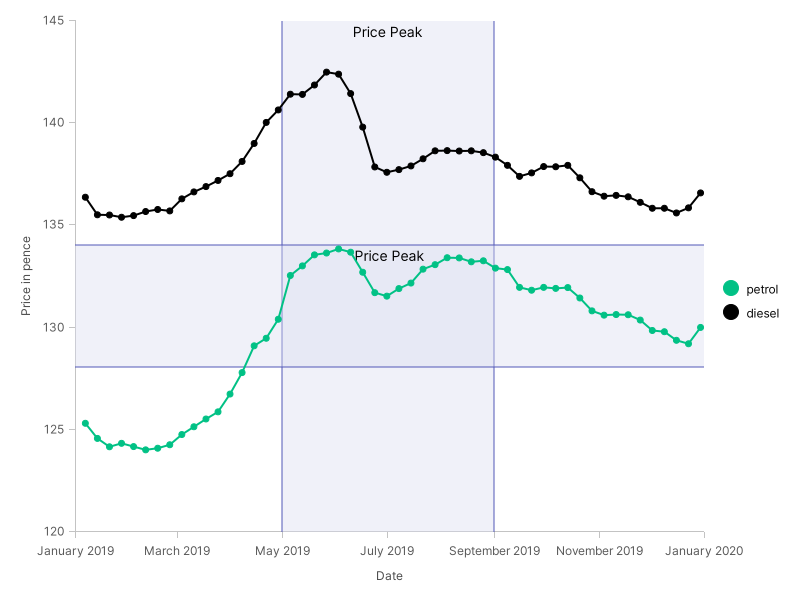 Price Peak
Price Peak
145
140
135
130
125
120
Price in pence
January 2019
March 2019
May 2019
July 2019
September 2019
November 2019
January 2020
Date
petrol
diesel